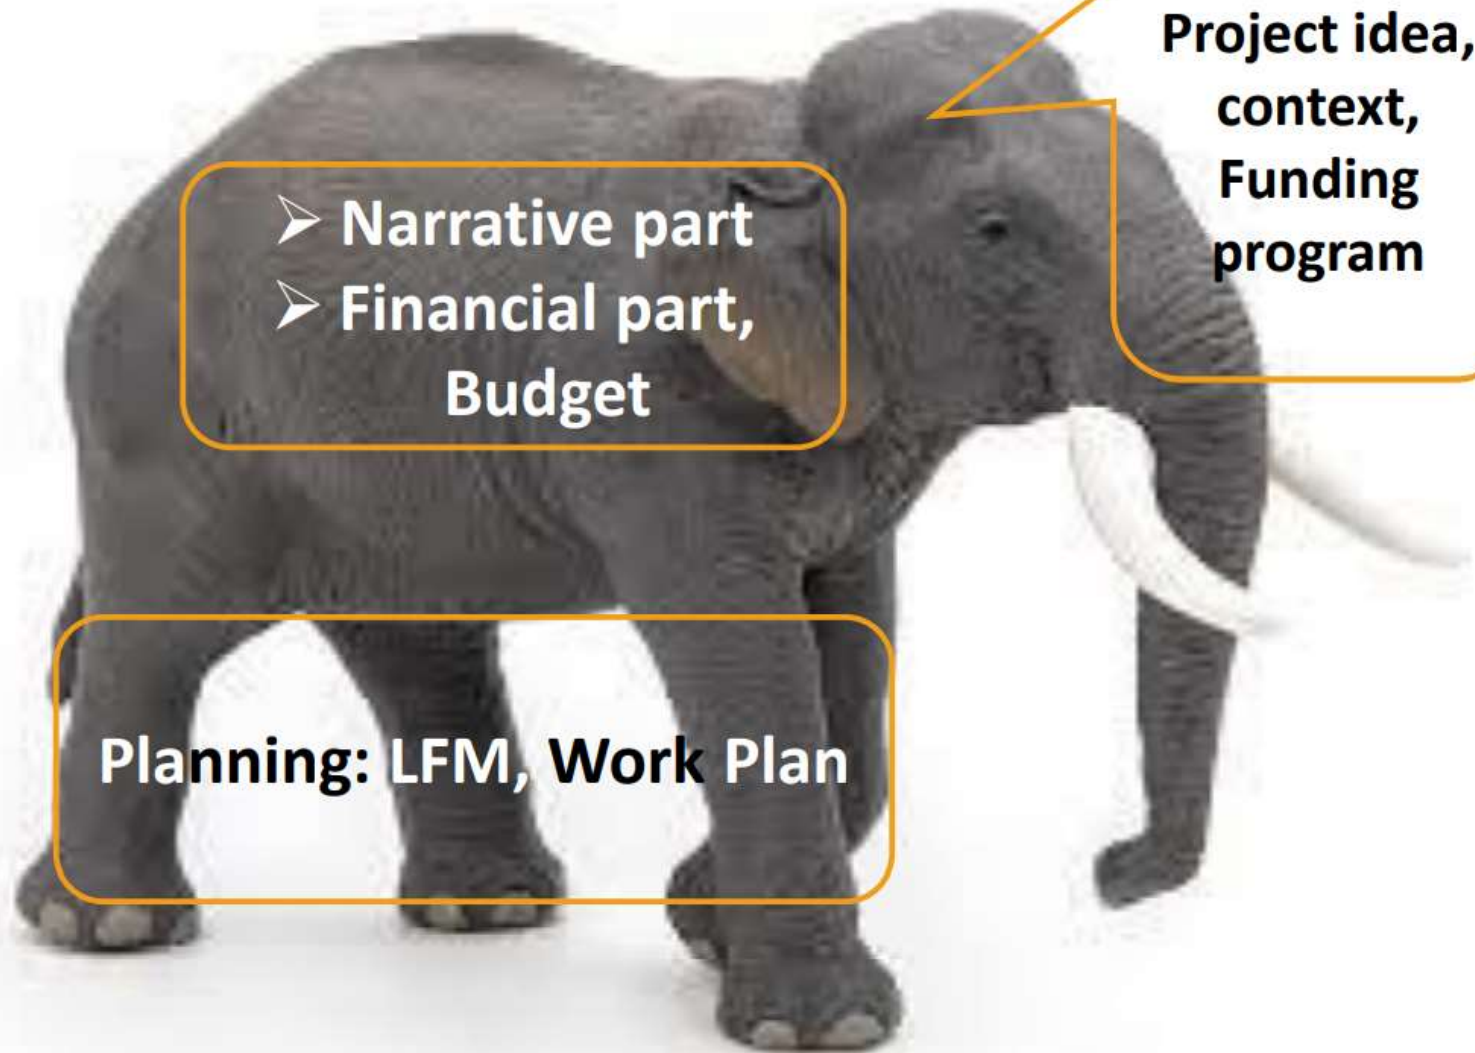 Project idea,
context,
Funding
program
➢ Narrative part
➢ Financial part,
Budget
Planning: LFM, Work Plan